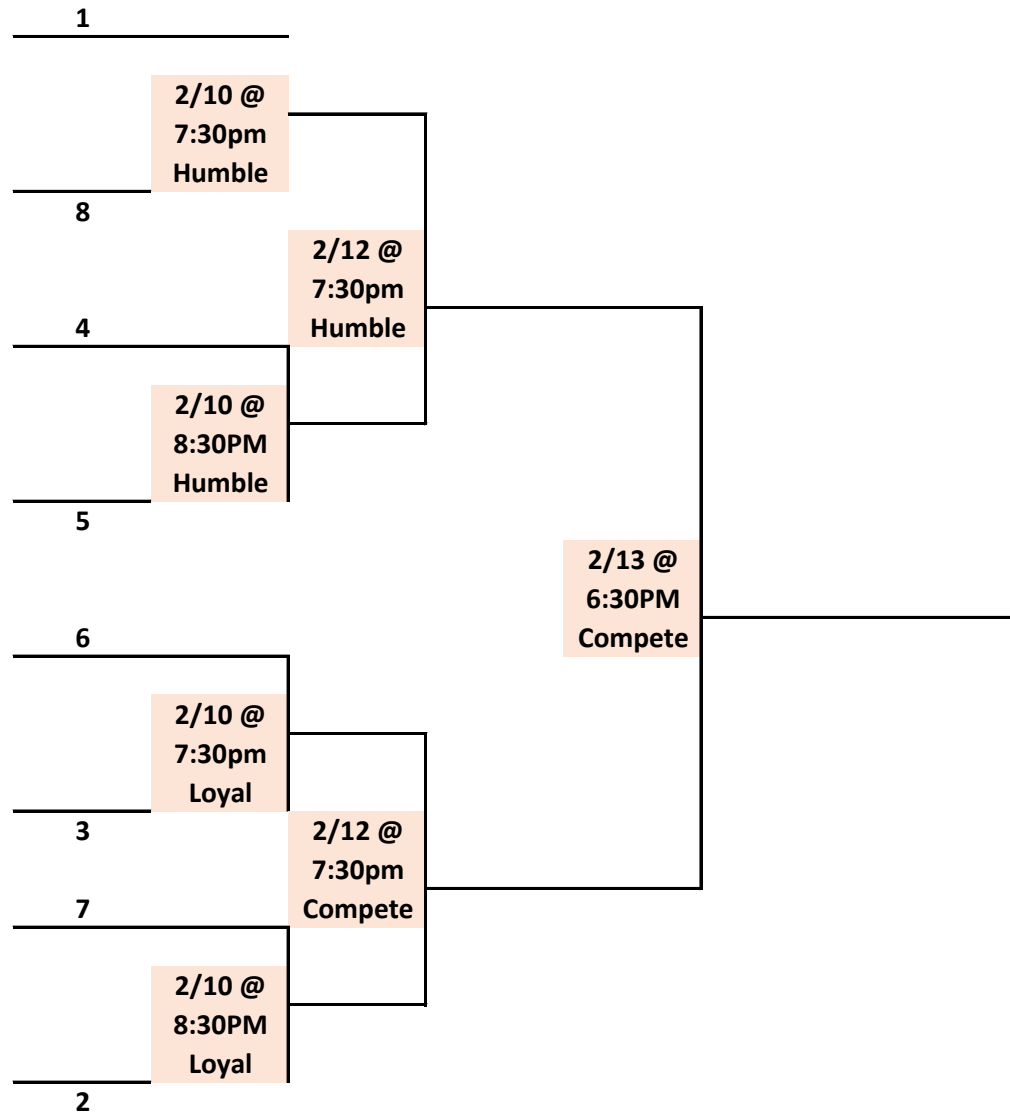 1
2/10 @
7:30pm
Humble
8
2/12 @
7:30pm
Humble
4
2/10 @
8:30PM
Humble
5
2/13 @
6:30PM
Compete
6
2/10 @
7:30pm
Loyal
3
2/12 @
7:30pm
Compete
7
2/10 @
8:30PM
Loyal
2